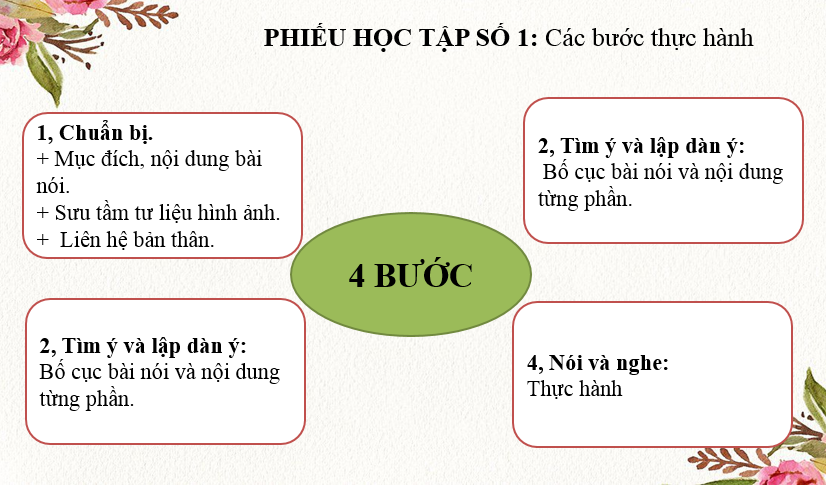 PHIẾU HỌC TẬP SỐ 1: Các bước thực hành
1, Chuẩn bị.
+ Mục đích, nội dung bài
nói.
+ Sưu tầm tư liệu hình ảnh.
+ Liên hệ bản thân.
2, Tìm ý và lập dàn ý:
Bố cục bài nói và nội dung
từng phần.
4 BƯỚC
2, Tìm ý và lập dàn ý:
Bố cục bài nói và nội dung
từng phần.
4, Nói và nghe:
Thực hành